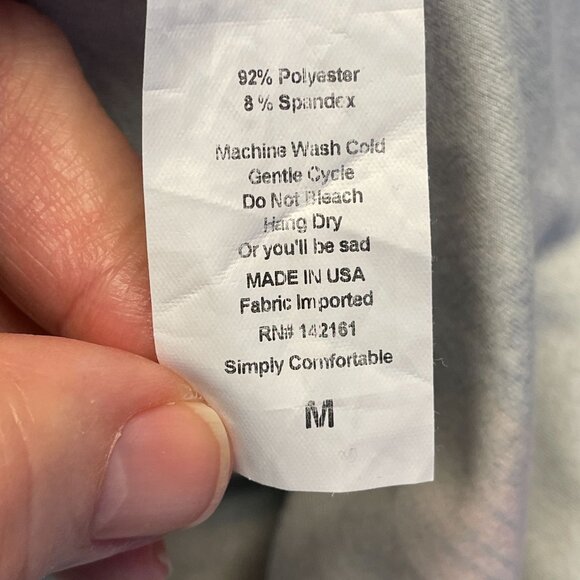 92% Polyester
8 % Spandex
Machine Wash Cold
Gentle Cycle
Do Not Bleach
Hang Dry
Or you'll be sad
MADE IN USA
Fabric Imported
RN# 142161
Simply Comfortable
M